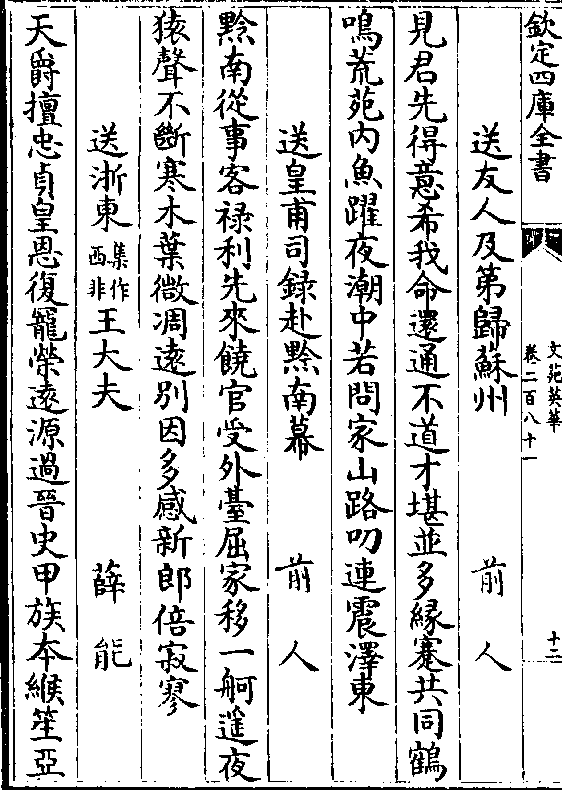 欽定四庫全書
文苑英華
卷二百八十一
十二
送友人及第歸蘇州 前人
見君先得意希我命還通不道才堪並多縁蹇共同鶴
鳴荒苑内魚躍夜潮中若問家山路叨連震澤東
送皇甫司録赴黔南幕 前人
黔南從事客禄利先來饒官受外臺屈家移一舸遥夜
猿聲不斷寒木葉微凋逺别因多感新郎倍寂寥
送浙東集作西非王大夫 薛能
天爵擅忠貞皇恩復寵榮逺源過晉史甲族本緱笙亞